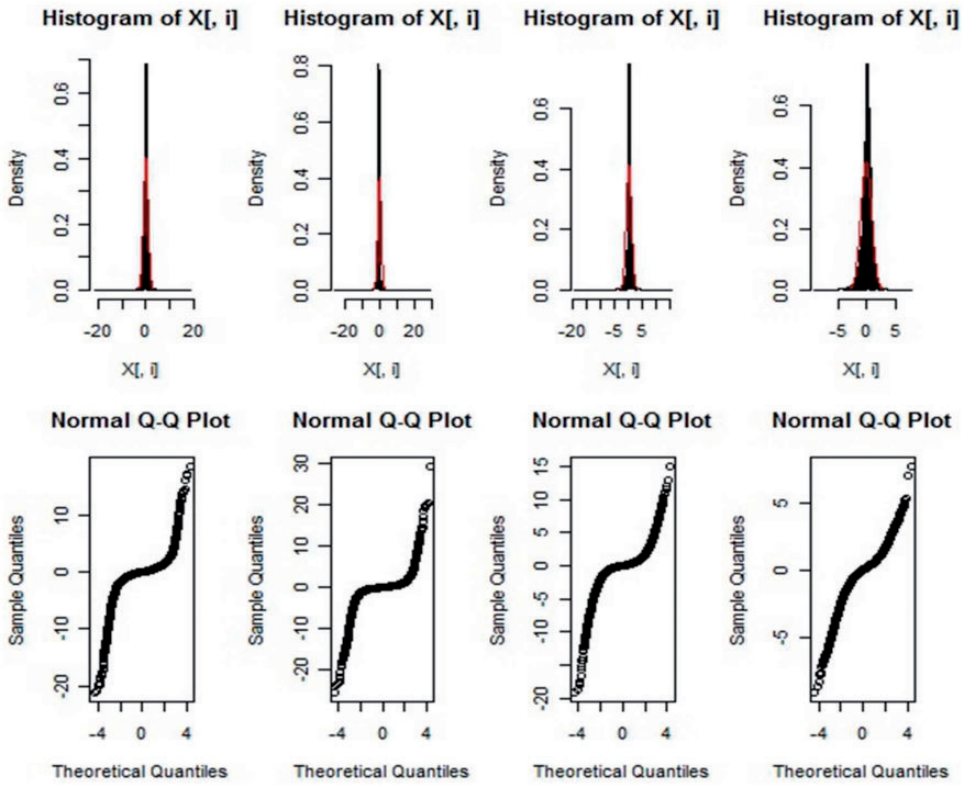 Histogram of X[, i]
Histogram of X[, i]
Histogram of X[, i]
Histogram of X[, i]
Density
0.0
0.2
0.4
0.6
-20 0 20
X[, i]
Density
0.0
0.2
0.4
0.6
0.8
-20 0 20
X[, i]
Density
0.0
0.2
0.4
0.6
-20 -5 5
X[, i]
Density
0.0
0.2
0.4
0.6
-5 0 5
X[, i]
Normal Q-Q Plot
Normal Q-Q Plot
Normal Q-Q Plot
Normal Q-Q Plot
Sample Quantiles
-20
-10
0
10
-4 0 4
Theoretical Quantiles
Sample Quantiles
-20
-10
0
10
20
30
-4 0 4
Theoretical Quantiles
Sample Quantiles
-20
-10
-5
0
5
10
15
-4 0 4
Theoretical Quantiles
Sample Quantiles
-5
0
5
-4 0 4
Theoretical Quantiles